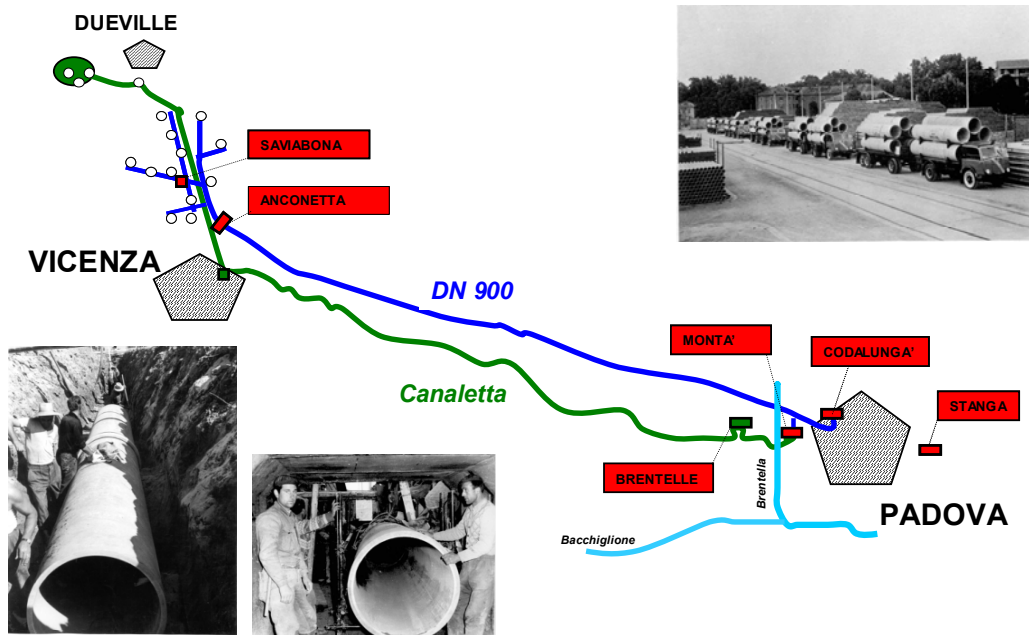 DUEVILLE
SAVIABONA
ANCONETTA
VICENZA
DN 900
MONTA'
CODALUNGA'
Canaletta
STANGA
BRENTELLE
Brentella
PADOVA
Bacchiglione